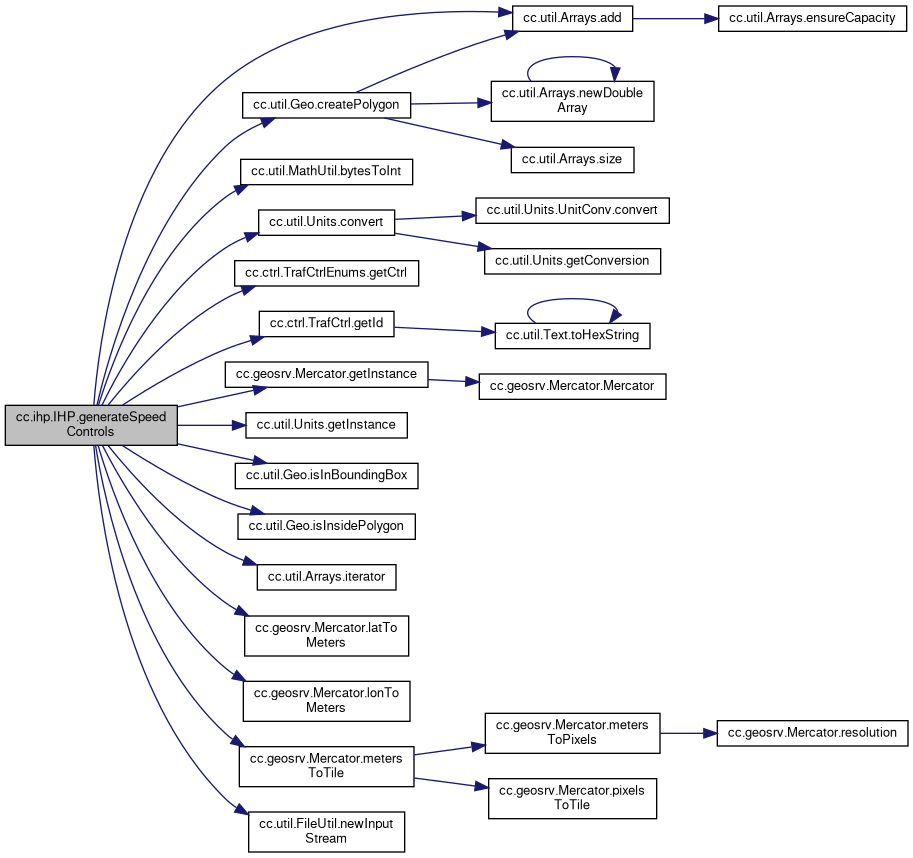 cc.util.Arrays.add
cc.util.Arrays.ensureCapacity
cc.util.Geo.createPolygon
cc.util.Arrays.newDouble
Array
cc.util.Arrays.size
cc.util.MathUtil.bytesToInt
cc.util.Units.convert
cc.util.Units.UnitConv.convert
cc.util.Units.getConversion
cc.ctrl.TrafCtrlEnums.getCtrl
cc.ctrl.TrafCtrl.getId
cc.util.Text.toHexString
cc.geosrv.Mercator.getInstance
cc.geosrv.Mercator.Mercator
cc.ihp.IHP.generateSpeed
Controls
cc.util.Units.getInstance
cc.util.Geo.isInBoundingBox
cc.util.Geo.isInsidePolygon
cc.util.Arrays.iterator
cc.geosrv.Mercator.latTo
Meters
cc.geosrv.Mercator.lonTo
Meters
cc.geosrv.Mercator.meters
ToTile
cc.geosrv.Mercator.meters
ToPixels
cc.geosrv.Mercator.resolution
cc.geosrv.Mercator.pixels
ToTile
cc.util.FileUtil.newInput
Stream